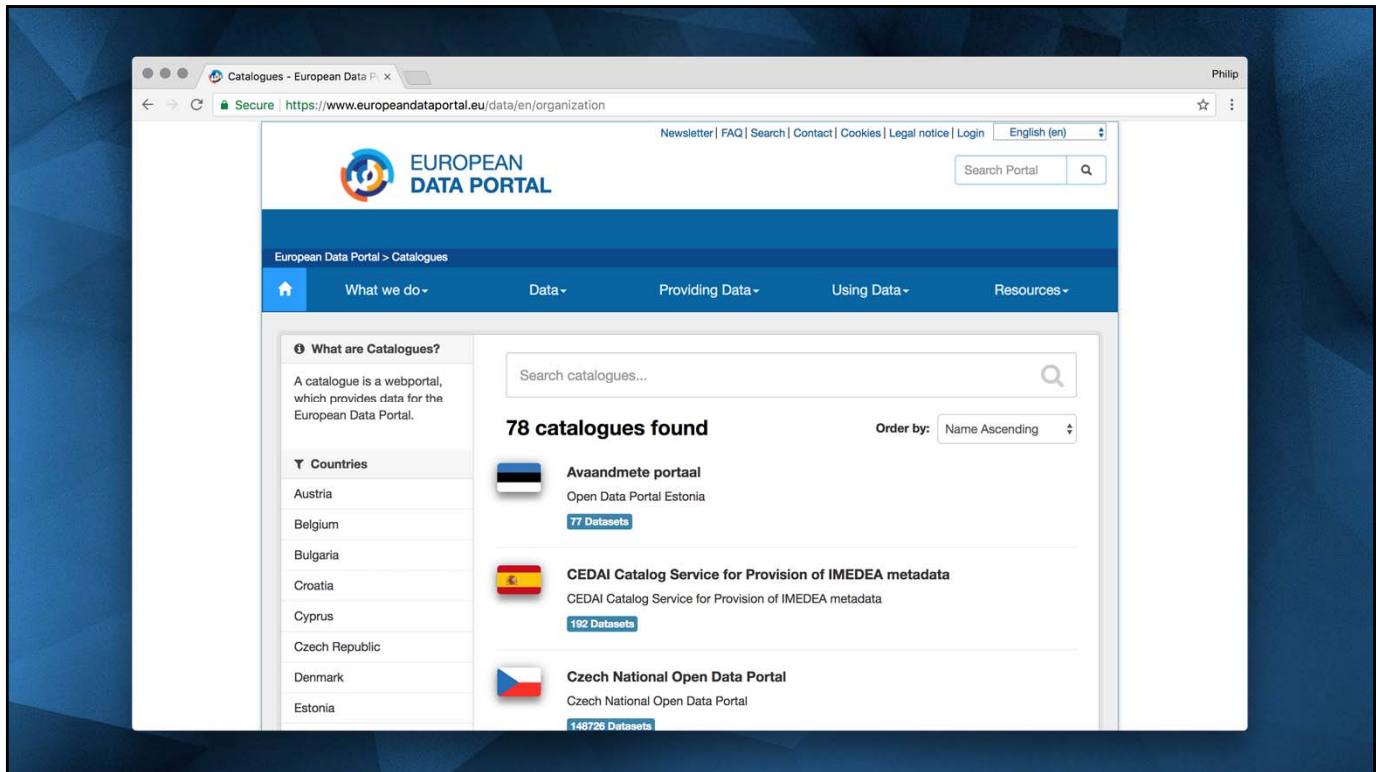 Catalogues - European Data P
Philip
Secure https://www.europeandataportal.eu/data/en/organization
Newsletter | FAQ | Search | Contact | Cookies | Legal notice | Login English (en)
EUROPEAN
DATA PORTAL
Search Portal
European Data Portal > Catalogues
What we do Data Providing Data Using Data Resources
What are Catalogues?
A catalogue is a webportal,
which provides data for the
European Data Portal.
Countries
Austria
Belgium
Bulgaria
Croatia
Cyprus
Czech Republic
Denmark
Estonia
Search catalogues...
78 catalogues found
Order by: Name Ascending
Avaandmete portaal
Open Data Portal Estonia
77 Datasets
CEDAI Catalog Service for Provision of IMEDEA metadata
CEDAI Catalog Service for Provision of IMEDEA metadata
192 Datasets
Czech National Open Data Portal
Czech National Open Data Portal
148726 Datasets